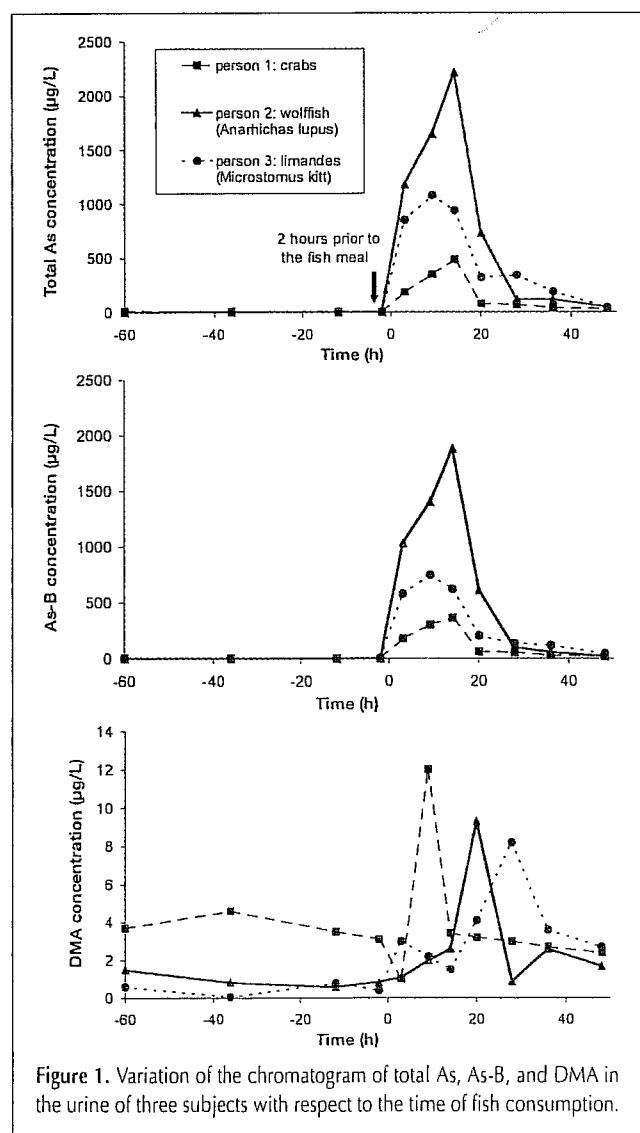 2500
2000
1500
1000
500
0
Total As concentration (µg/L)
person 1: crabs
person 2: wolffish
(Anarhichas lupus)
person 3: limandes
(Microstomus kitt)
2 hours prior to
the fish meal
-60 -40 -20 0 20 40
Time (h)
2500
2000
1500
1000
500
0
As-B concentration (µg/L)
-60 -40 -20 0 20 40
Time (h)
14
12
10
8
6
4
2
0
DMA concentration (µg/L)
-60 -40 -20 0 20 40
Time (h)
Figure 1. Variation of the chromatogram of total As, As-B, and DMA in
the urine of three subjects with respect to the time of fish consumption.